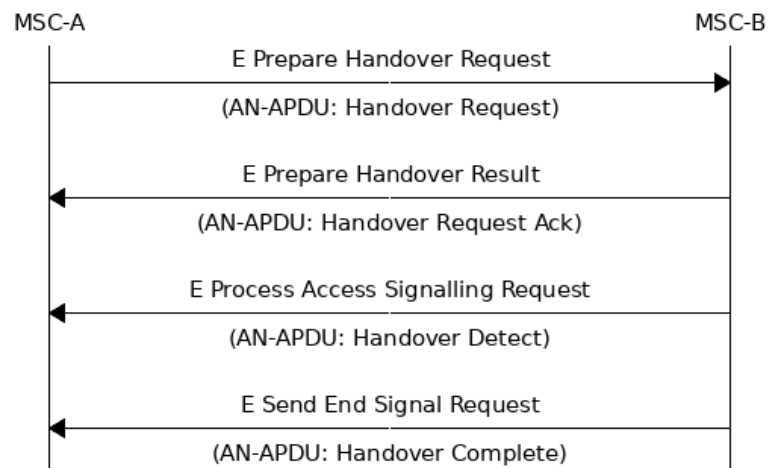 MSC-A MSC-B
E Prepare Handover Request
(AN-APDU: Handover Request)
E Prepare Handover Result
(AN-APDU: Handover Request Ack)
E Process Access Signalling Request
(AN-APDU: Handover Detect)
E Send End Signal Request
(AN-APDU: Handover Complete)